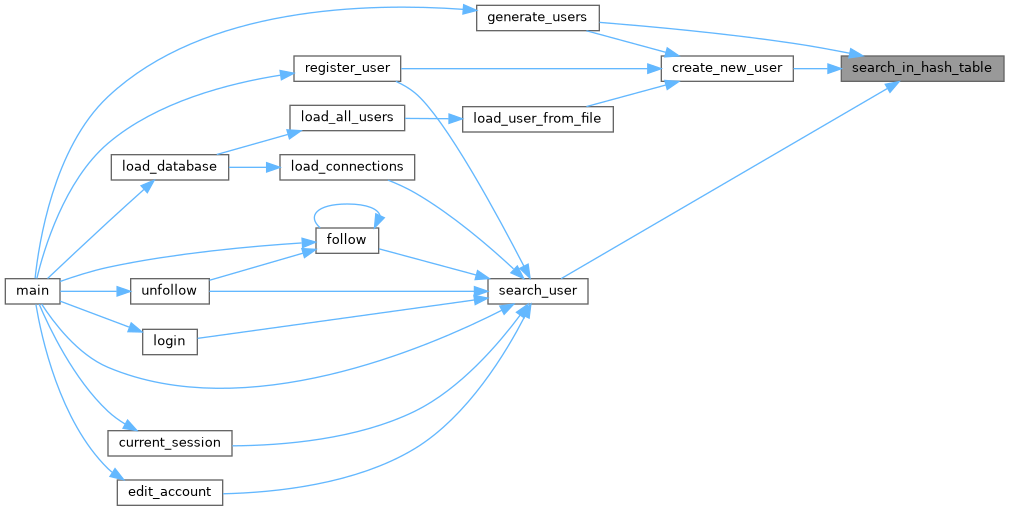 generate_users
register_user
create_new_user
search_in_hash_table
load_all_users
load_user_from_file
load_database
load_connections
follow
main
unfollow
search_user
login
current_session
edit_account